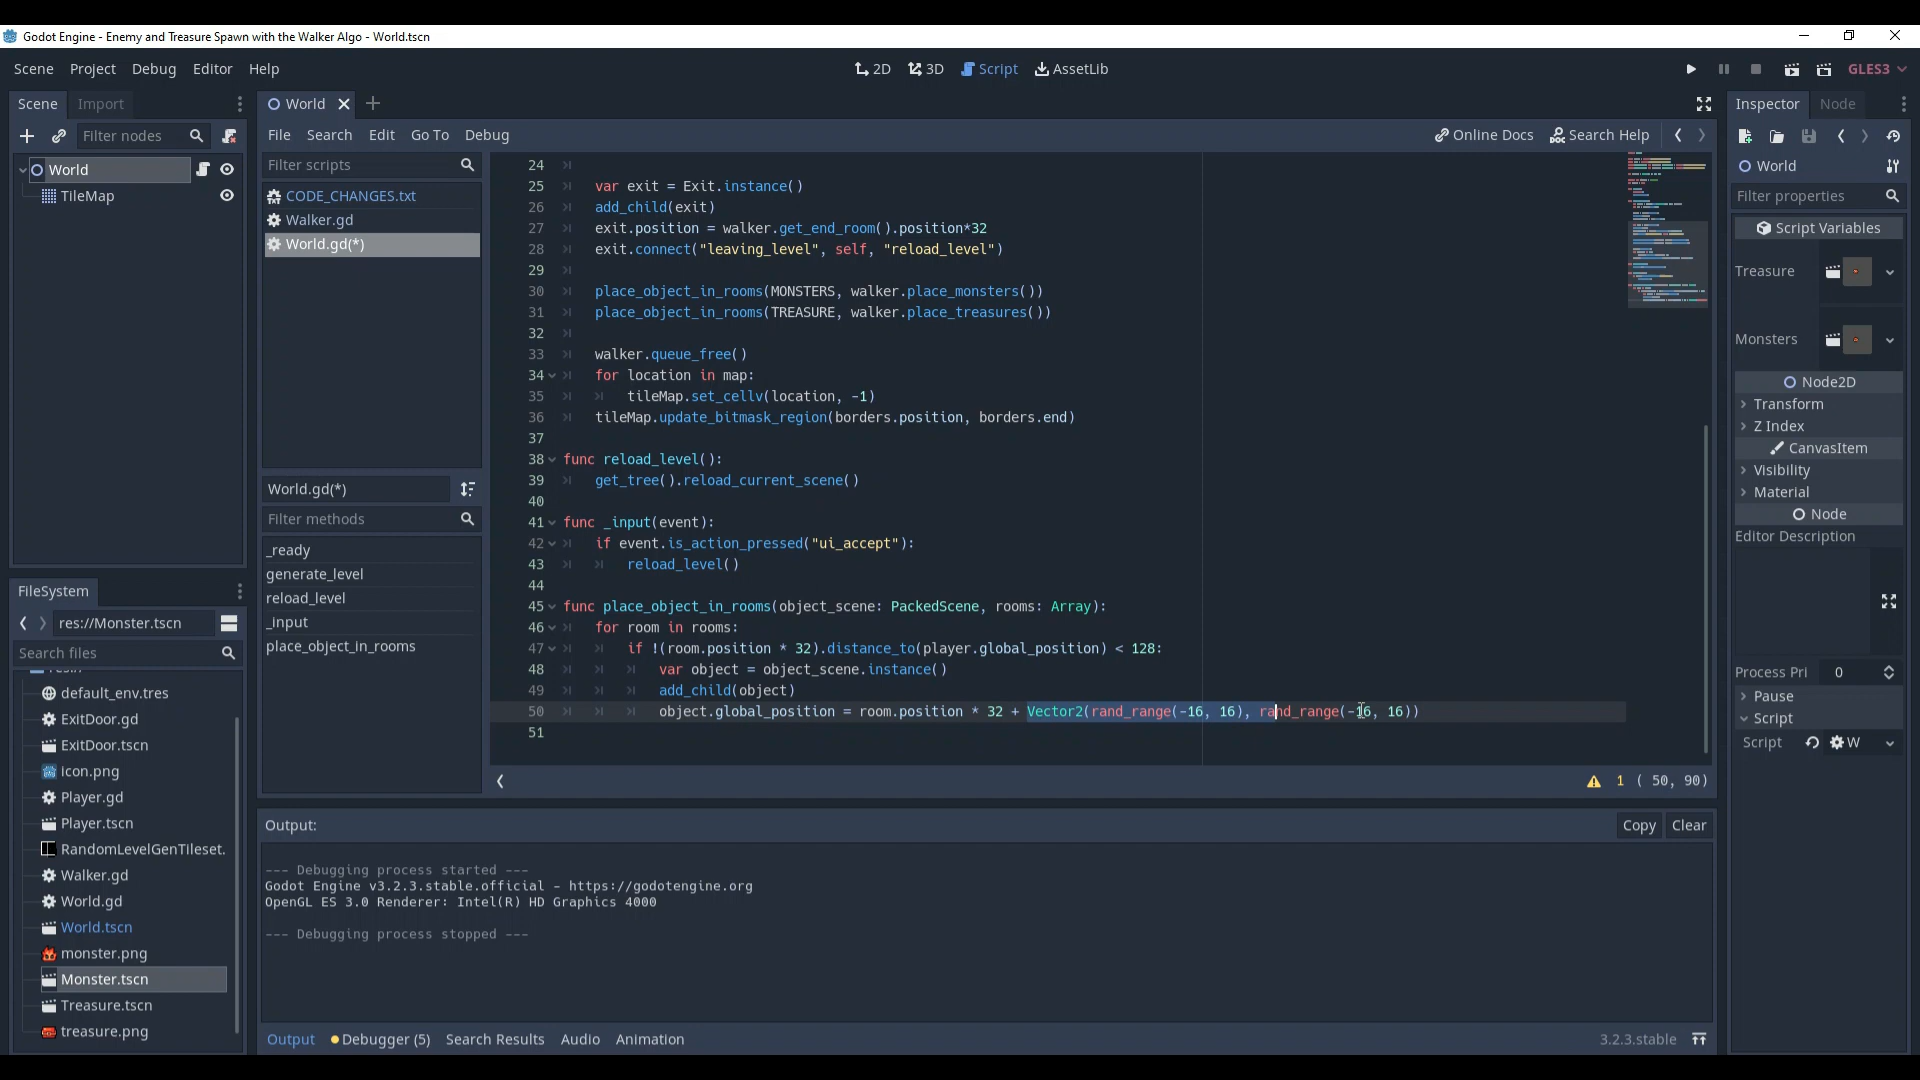 Godot Engine - Enemy and Treasure Spawn with the Walker Algo - World.tscn
Scene Project Debug Editor Help
2D 3D Script AssetLib
GLES3
Scene Import
Filter nodes
World
TileMap
FileSystem
res://Monster.tscn
Search files
default_env.tres
ExitDoor.gd
ExitDoor.tscn
icon.png
Player.gd
Player.tscn
RandomLevelGenTileset.
Walker.gd
World.gd
World.tscn
monster.png
Monster.tscn
Treasure.tscn
treasure.png
World
File Search Edit Go To Debug
Online Docs Search Help
Filter scripts
CODE_CHANGES.txt
Walker.gd
World.gd(*)
World.gd(*)
Filter methods
_ready
generate_level
reload_level
_input
place_object_in_rooms
24
25 var exit = Exit.instance()
26 add_child(exit)
27 exit.position = walker.get_end_room().position*32
28 exit.connect("leaving_level", self, "reload_level")
29
30 place_object_in_rooms(MONSTERS, walker.place_monsters())
31 place_object_in_rooms(TREASURE, walker.place_treasures())
32
33 walker.queue_free()
34 for location in map:
35 tileMap.set_cellv(location, -1)
36 tileMap.update_bitmask_region(borders.position, borders.end)
37
38 func reload_level():
39 get_tree().reload_current_scene()
40
41 func _input(event):
42 if event.is_action_pressed("ui_accept"):
43 reload_level()
44
45 func place_object_in_rooms(object_scene: PackedScene, rooms: Array):
46 for room in rooms:
47 if !(room.position * 32).distance_to(player.global_position) < 128:
48 var object = object_scene.instance()
49 add_child(object)
50 object.global_position = room.position * 32 + Vector2(rand_range(-16, 16), rand_range(-16, 16))
51
1 ( 50, 90)
Output:
Copy Clear
--- Debugging process started ---
Godot Engine v3.2.3.stable.official - https://godotengine.org
OpenGL ES 3.0 Renderer: Intel(R) HD Graphics 4000
--- Debugging process stopped ---
Output Debugger (5) Search Results Audio Animation
3.2.3.stable
Inspector Node
World
Filter properties
Script Variables
Treasure
Monsters
Node2D
Transform
Z Index
CanvasItem
Visibility
Material
Node
Editor Description
Process Pri 0
Pause
Script
Script W